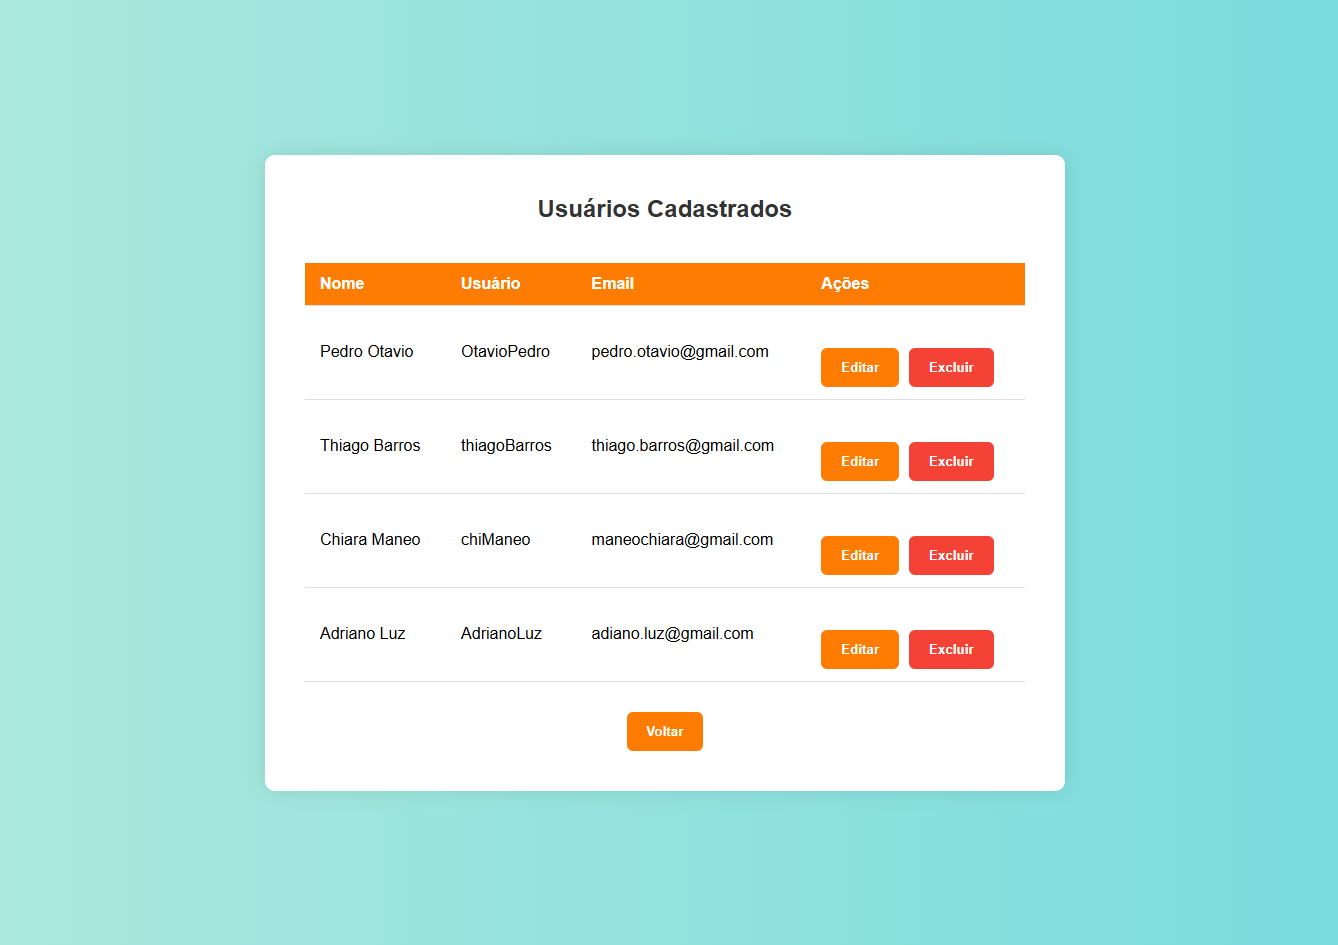 Usuários Cadastrados
Nome Usuário Email Ações
Pedro Otavio OtavioPedro pedro.otavio@gmail.com Editar Excluir
Thiago Barros thiagoBarros thiago.barros@gmail.com Editar Excluir
Chiara Maneo chiManeo maneochiara@gmail.com Editar Excluir
Adriano Luz AdrianoLuz adiano.luz@gmail.com Editar Excluir
Voltar